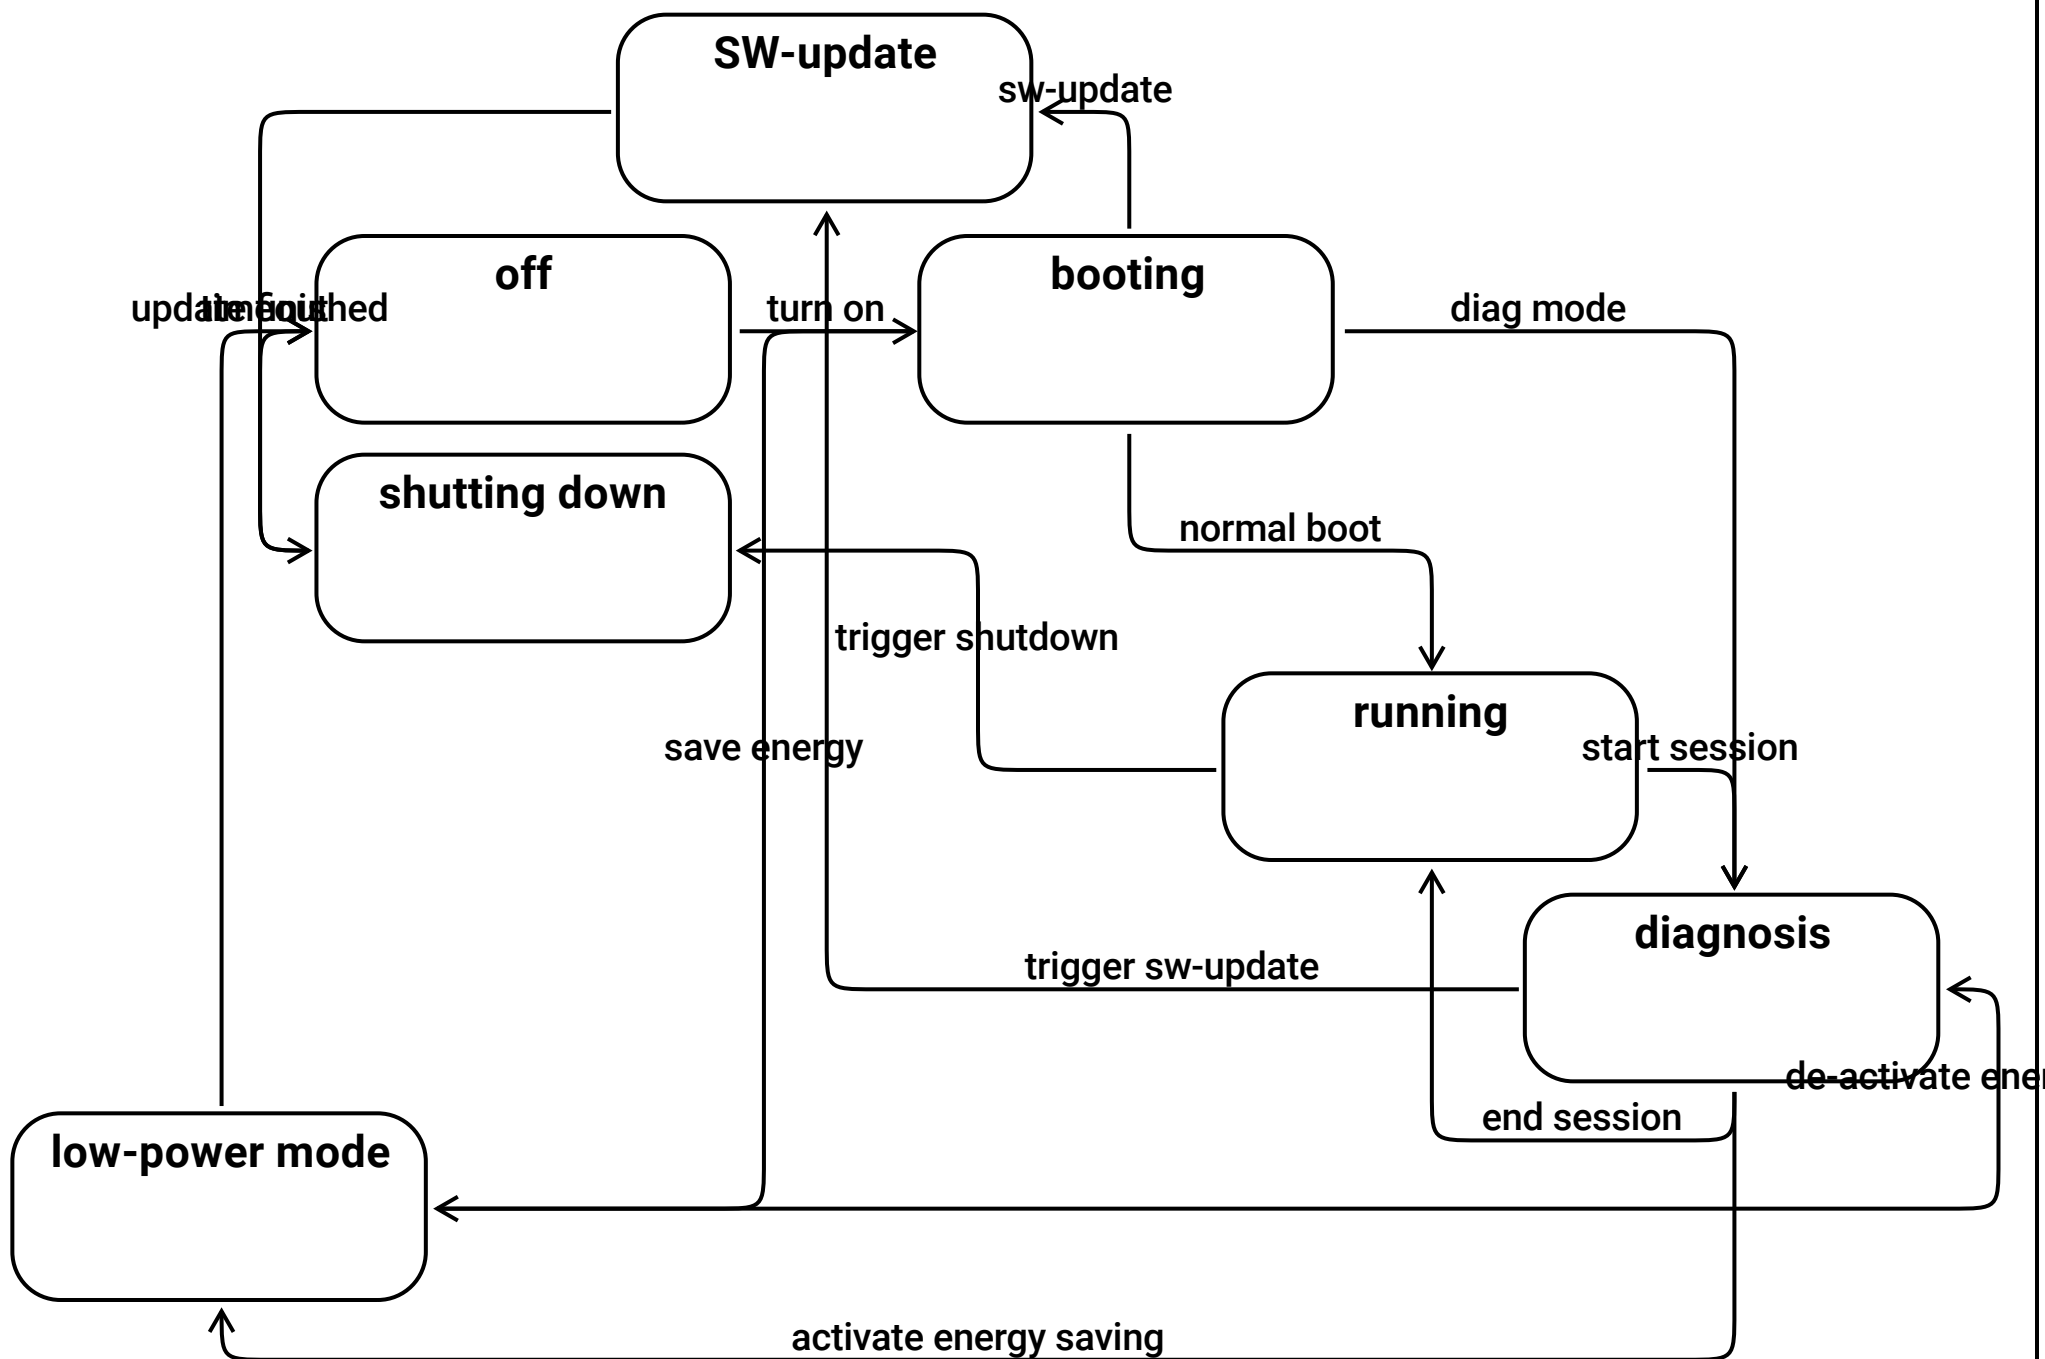 SW-update
sw-update
off
booting
update finished
timeout
turn on
diag mode
shutting down
normal boot
trigger shutdown
running
save energy
start session
diagnosis
trigger sw-update
de-activate ener
end session
low-power mode
activate energy saving